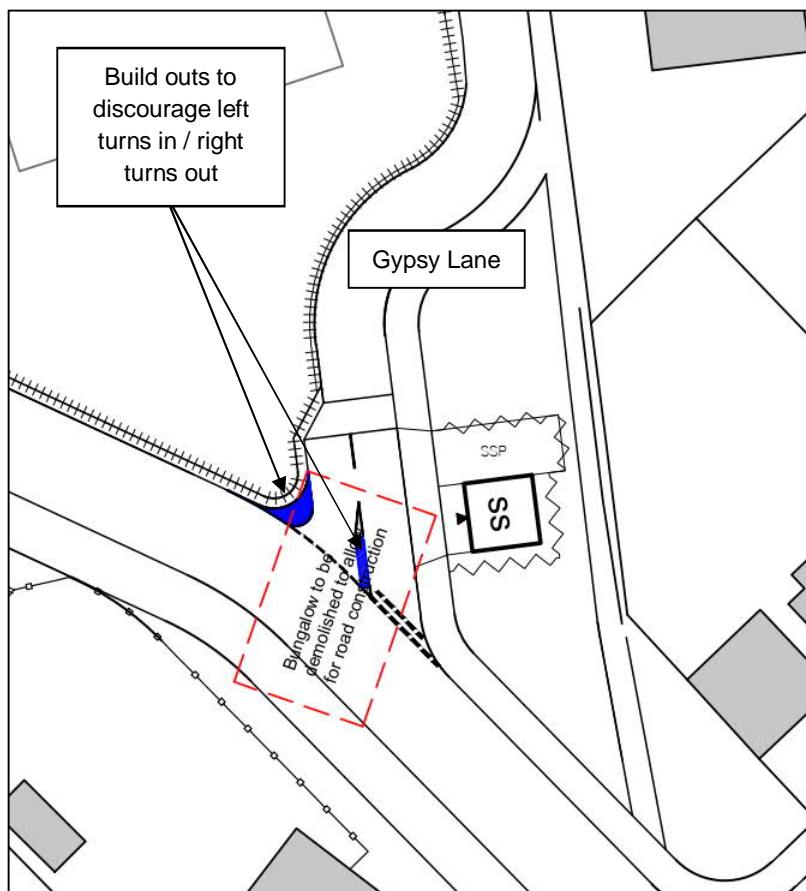 Build outs to
discourage left
turns in / right
turns out
Gypsy Lane
SSP
SS
Bungalow to be
demolished to allow
for road construction